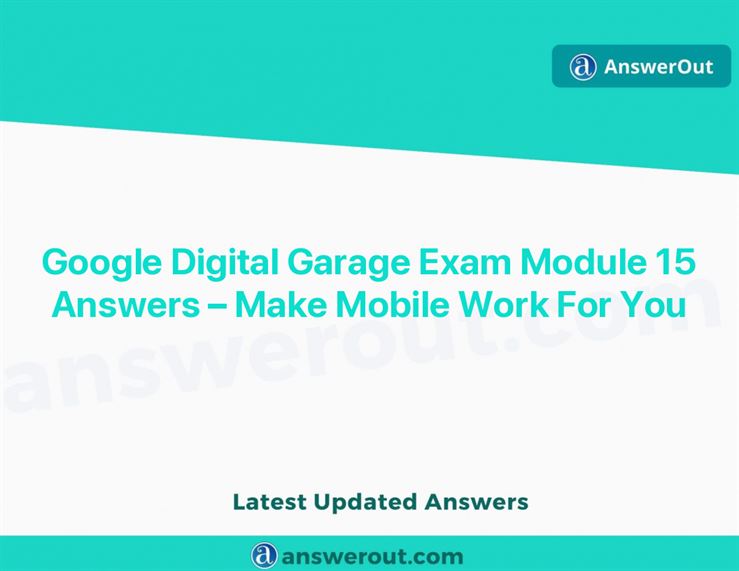 AnswerOut
Google Digital Garage Exam Module 15
Answers – Make Mobile Work For You
answerout.com
Latest Updated Answers
answerout.com